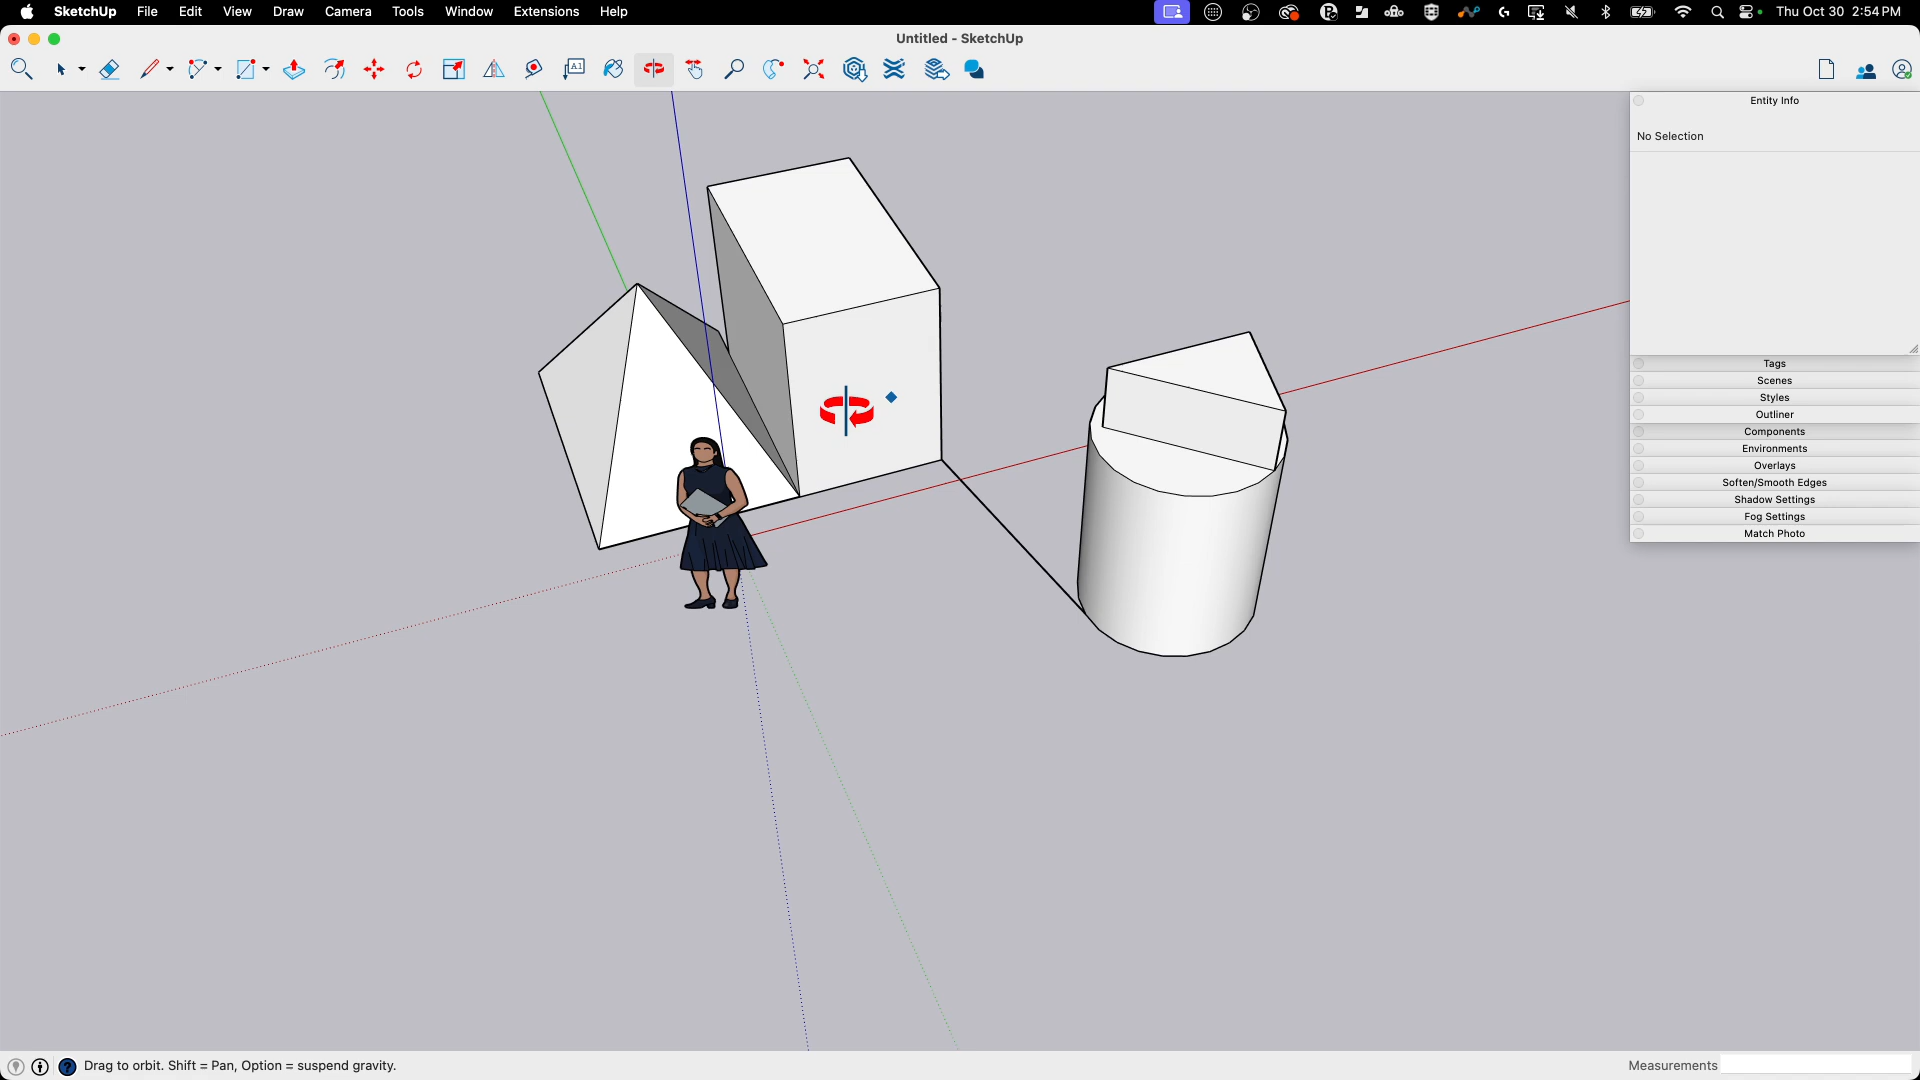 SketchUp File Edit View Draw Camera Tools Window Extensions Help
Thu Oct 30 2:54 PM
Untitled - SketchUp
A1
Entity Info
No Selection
Tags
Scenes
Styles
Outliner
Components
Environments
Overlays
Soften/Smooth Edges
Shadow Settings
Fog Settings
Match Photo
Drag to orbit. Shift = Pan, Option = suspend gravity.
Measurements